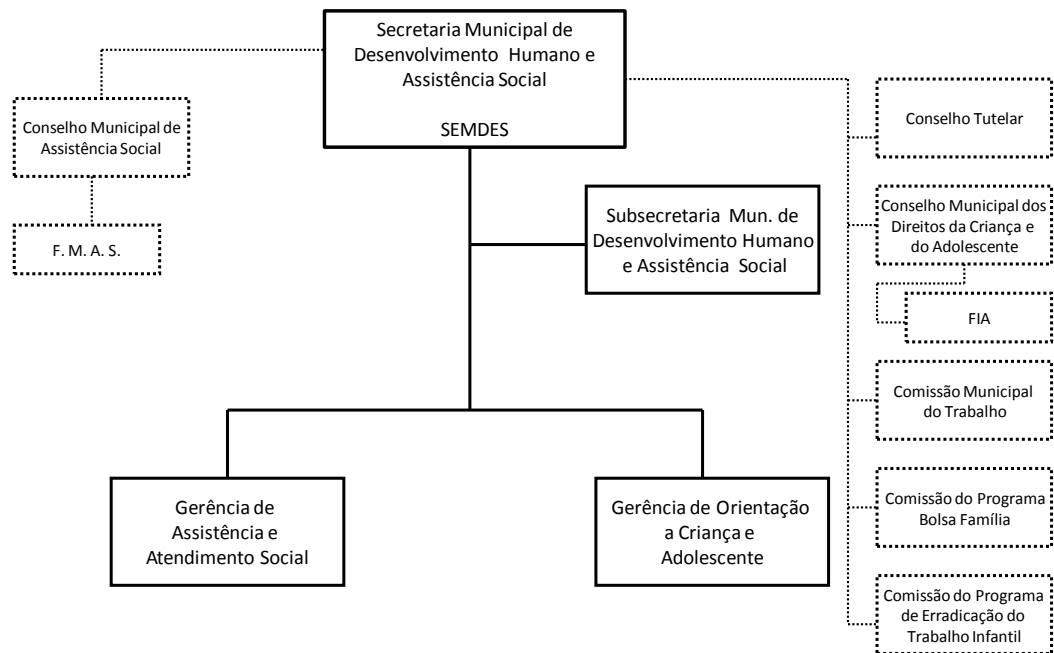 Secretaria Municipal de
Desenvolvimento Humano e
Assistência Social
SEMDES
Conselho Municipal de
Assistência Social
F. M. A. S.
Subsecretaria Mun. de
Desenvolvimento Humano
e Assistência Social
Conselho Tutelar
Conselho Municipal dos
Direitos da Criança e
do Adolescente
FIA
Comissão Municipal
do Trabalho
Comissão do Programa
Bolsa Família
Comissão do Programa
de Erradicação do
Trabalho Infantil
Gerência de
Assistência e
Atendimento Social
Gerência de Orientação
a Criança e
Adolescente